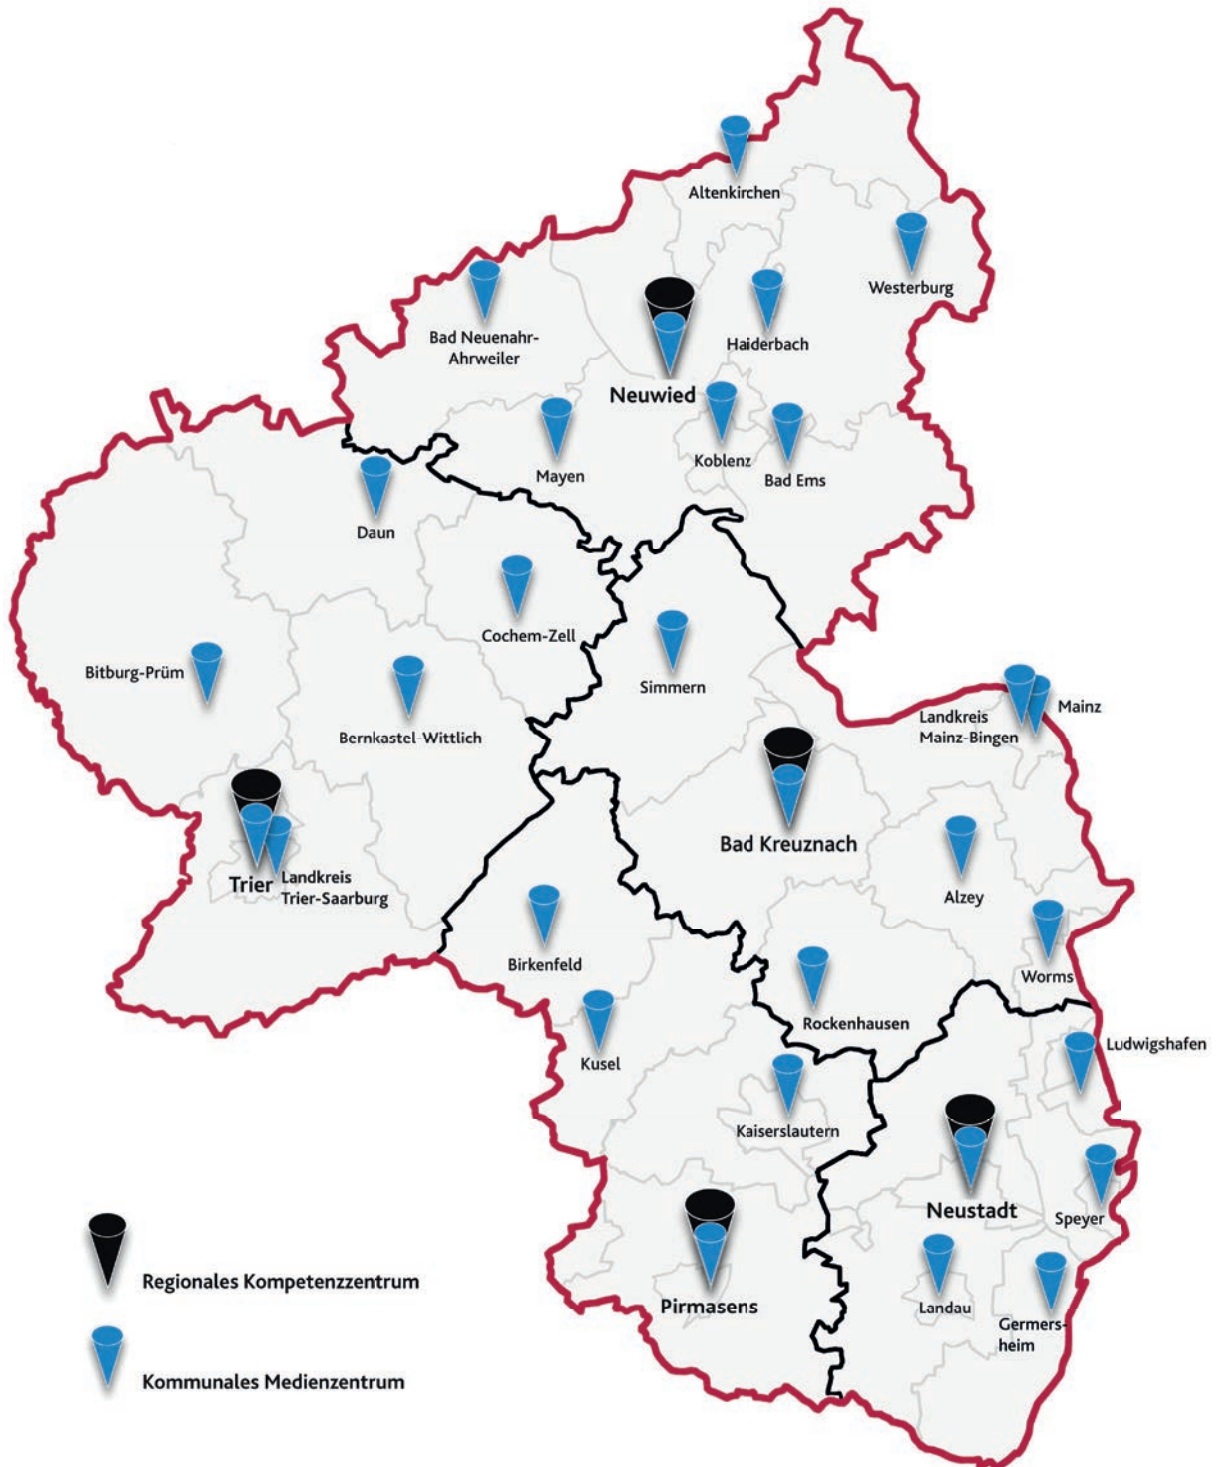 Altenkirchen
Westerburg
Bad Neuenahr-
Ahrweiler
Haiderbach
Neuwied
Mayen
Koblenz
Bad Ems
Daun
Cochem-Zell
Bitburg-Prüm
Simmern
Bernkastel-Wittlich
Landkreis
Mainz-Bingen
Mainz
Bad Kreuznach
Trier
Landkreis
Trier-Saarburg
Alzey
Birkenfeld
Worms
Rockenhausen
Kusel
Ludwigshafen
Kaiserslautern
Neustadt
Speyer
Pirmasens
Landau
Germers-
heim
Regionales Kompetenzzentrum
Kommunales Medienzentrum